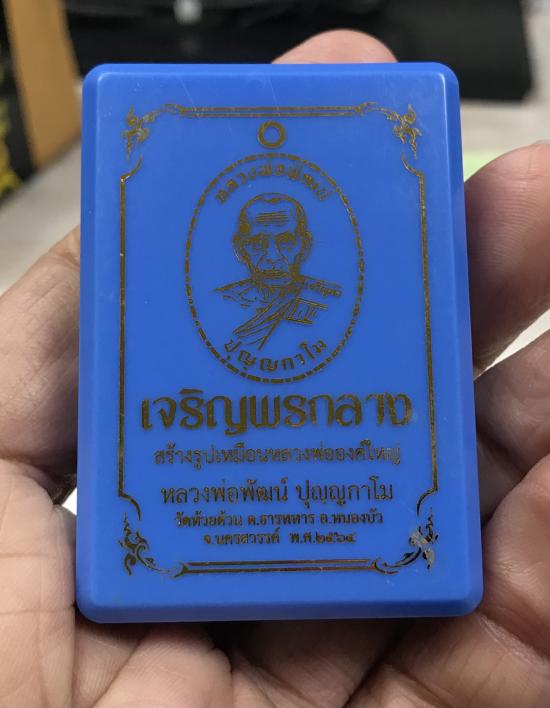 หลวงพ่อพัฒน์
ปุญฺญกาโม
เจริญพรกลาง
สร้างรูปเหมือนหลวงพ่อองค์ใหญ่
หลวงพ่อพัฒน์ ปุญฺญกาโม
วัดห้วยด้วน ต.ธารทหาร อ.หนองบัว
จ.นครสวรรค์ พ.ศ.๒๕๖๔